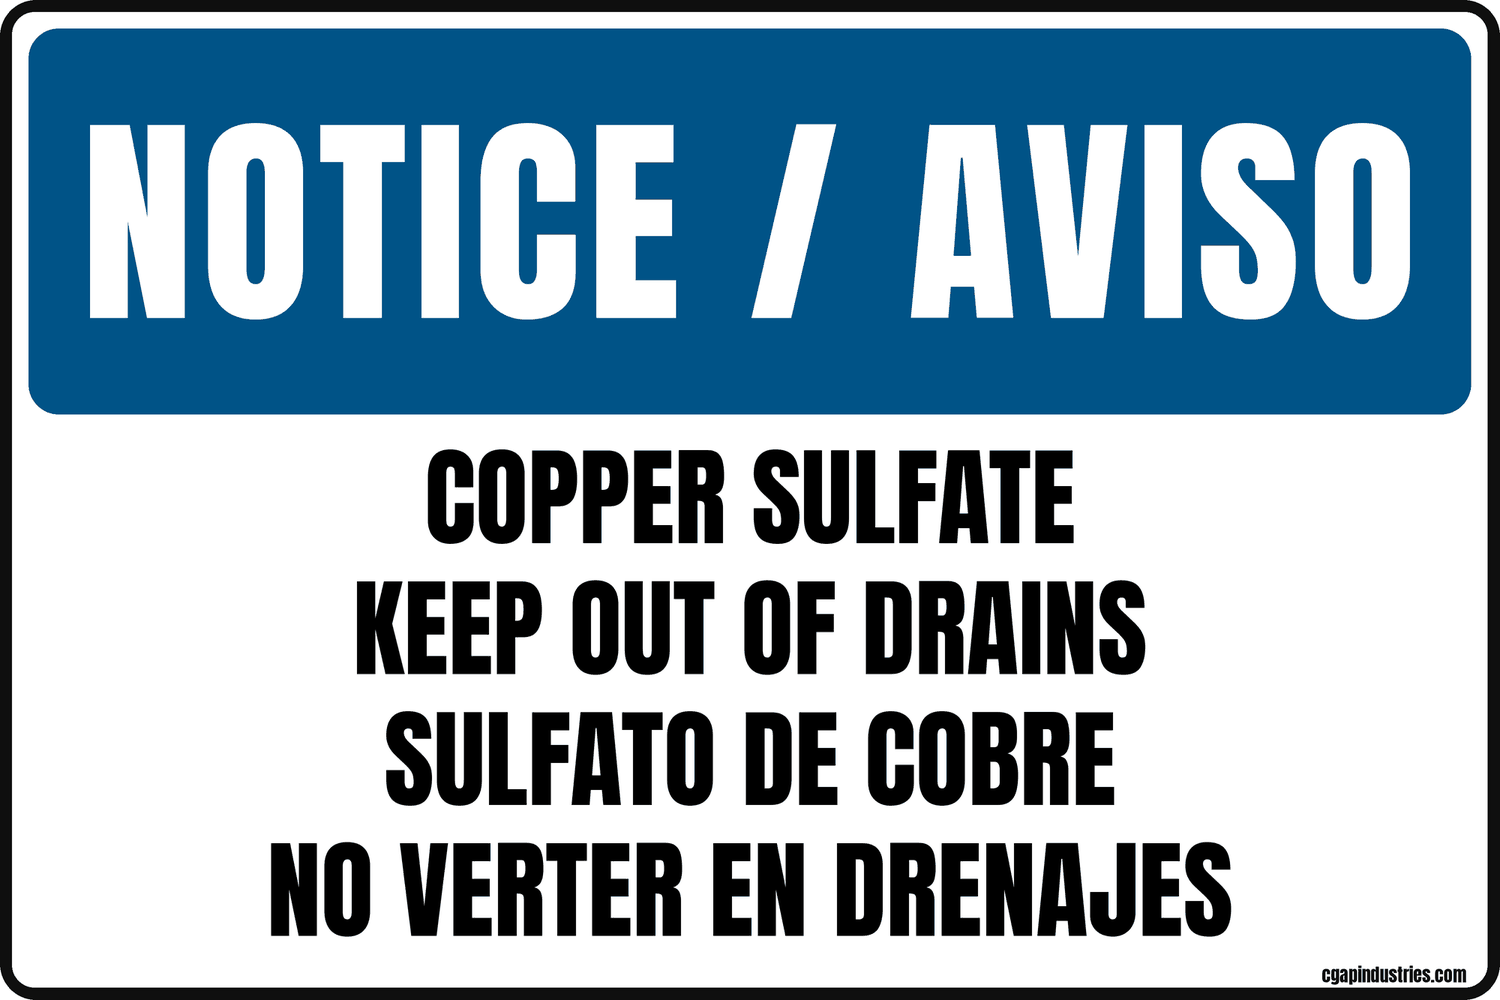 NOTICE / AVISO
COPPER SULFATE
KEEP OUT OF DRAINS
SULFATO DE COBRE
NO VERTER EN DRENAJES
cgapindustries.com